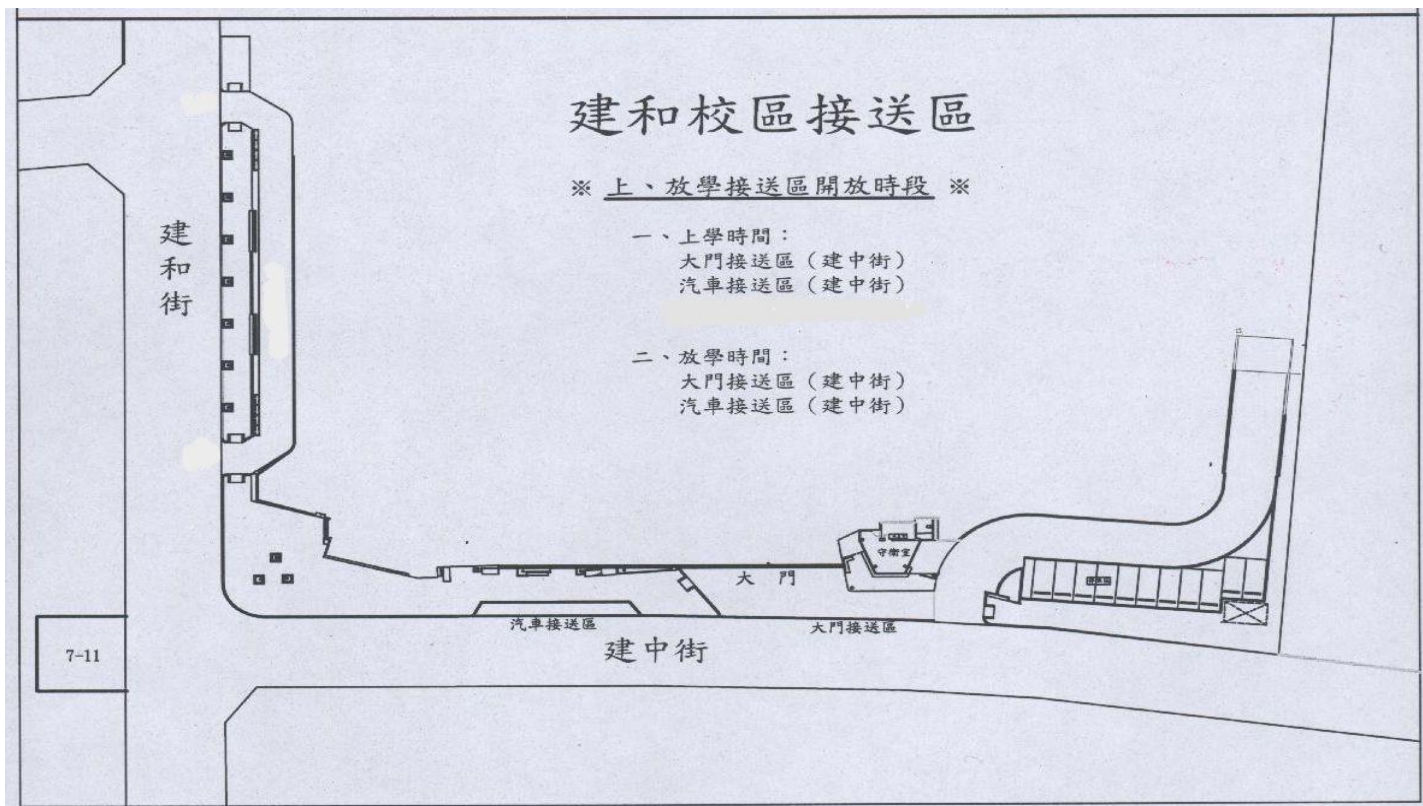 建和校區接送區
※ 上、放學接送區開放時段 ※
一、上學時間：
大門接送區（建中街）
汽車接送區（建中街）
二、放學時間：
大門接送區（建中街）
汽車接送區（建中街）
建和街
守衛室
大門
汽車接送區
大門接送區
建中街
7-11